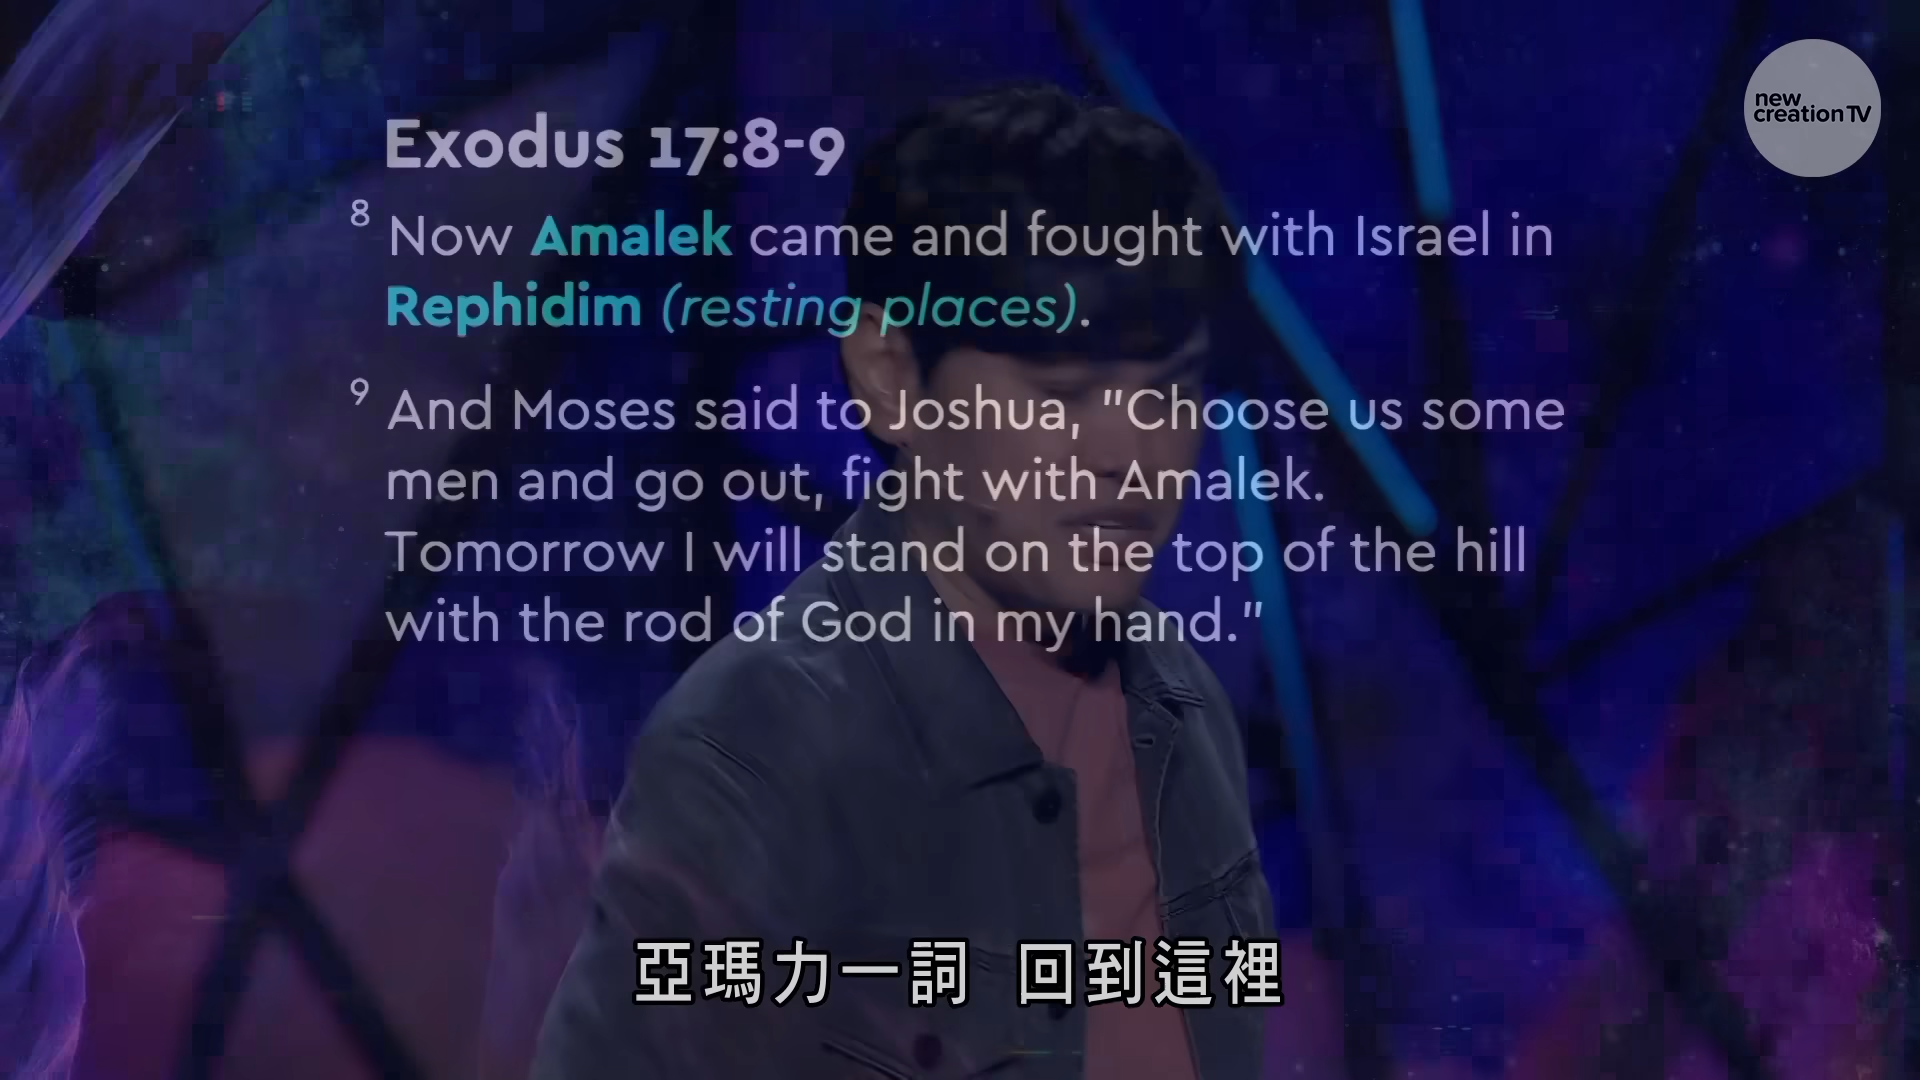 new
creationTV
Exodus 17:8-9
8 Now Amalek came and fought with Israel in
Rephidim (resting places).
9 And Moses said to Joshua, "Choose us some
men and go out, fight with Amalek.
Tomorrow I will stand on the top of the hill
with the rod of God in my hand."
亞瑪力一詞 回到這裡